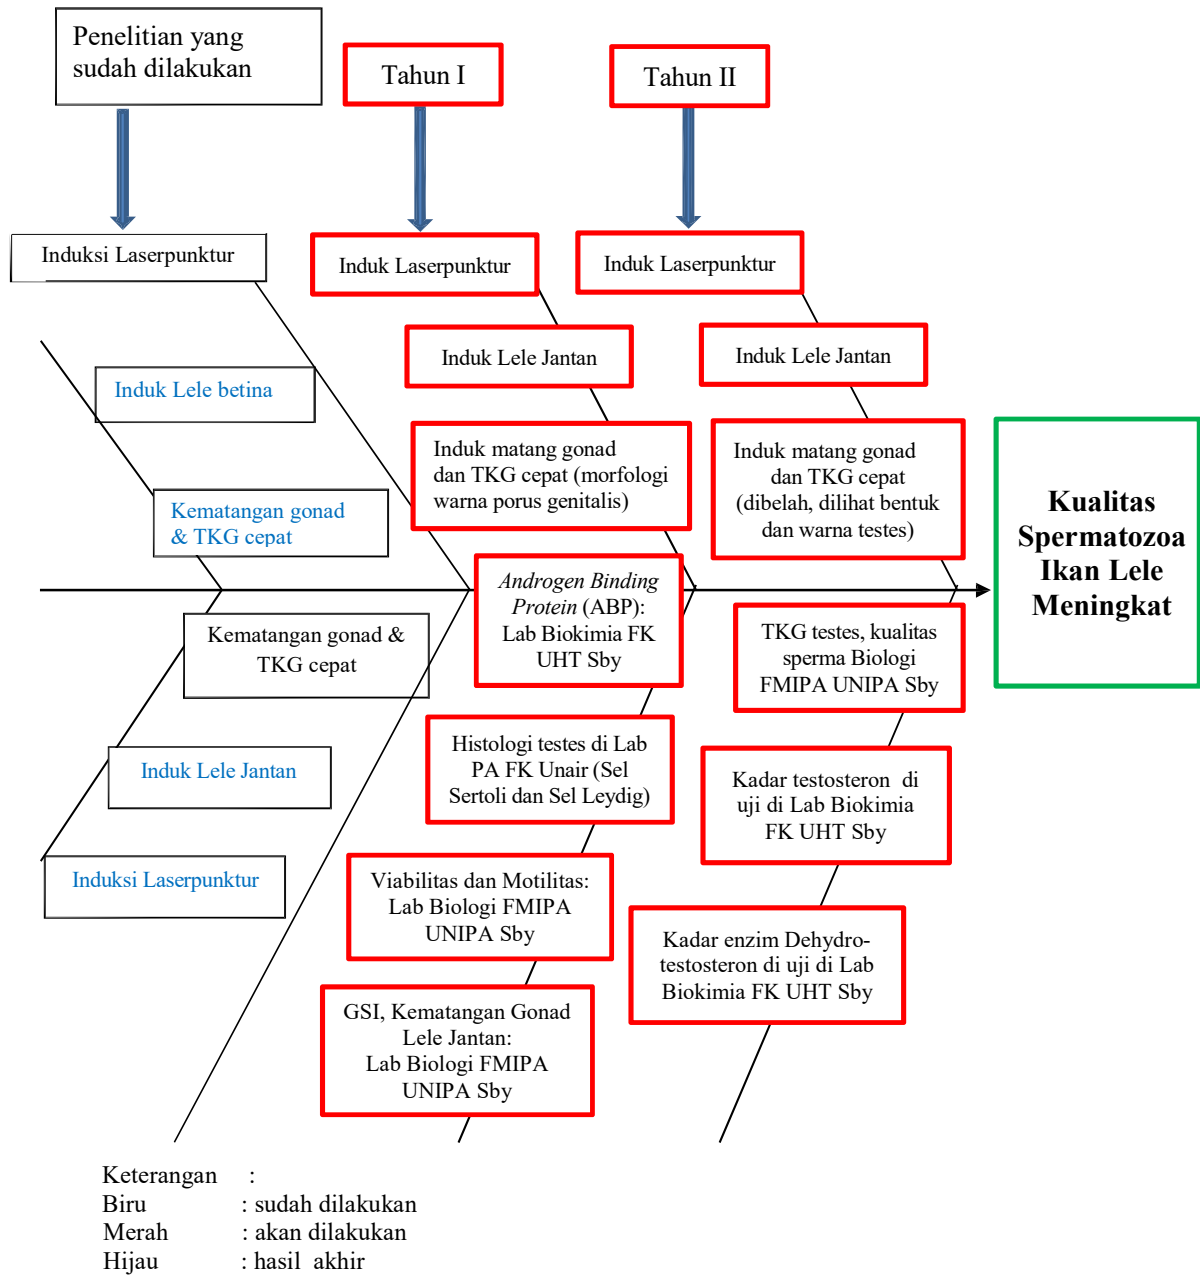 Penelitian yang
sudah dilakukan
Tahun I
Tahun II
Induksi Laserpunktur
Induk Laserpunktur
Induk Laserpunktur
Induk Lele Jantan
Induk Lele Jantan
Induk Lele betina
Induk matang gonad
dan TKG cepat (morfologi
warna porus genitalis)
Induk matang gonad
dan TKG cepat
(dibelah, dilihat bentuk
dan warna testes)
Kematangan gonad
& TKG cepat
Kualitas
Spermatozoa
Ikan Lele
Meningkat
Androgen Binding
Protein (ABP):
Lab Biokimia FK
UHT Sby
Kematangan gonad &
TKG cepat
TKG testes, kualitas
sperma Biologi
FMIPA UNIPA Sby
Histologi testes di Lab
PA FK Unair (Sel
Sertoli dan Sel Leydig)
Induk Lele Jantan
Kadar testosteron di
uji di Lab Biokimia
FK UHT Sby
Induksi Laserpunktur
Viabilitas dan Motilitas:
Lab Biologi FMIPA
UNIPA Sby
Kadar enzim Dehydro-
testosteron di uji di Lab
Biokimia FK UHT Sby
GSI, Kematangan Gonad
Lele Jantan:
Lab Biologi FMIPA
UNIPA Sby
Keterangan :
Biru : sudah dilakukan
Merah : akan dilakukan
Hijau : hasil akhir